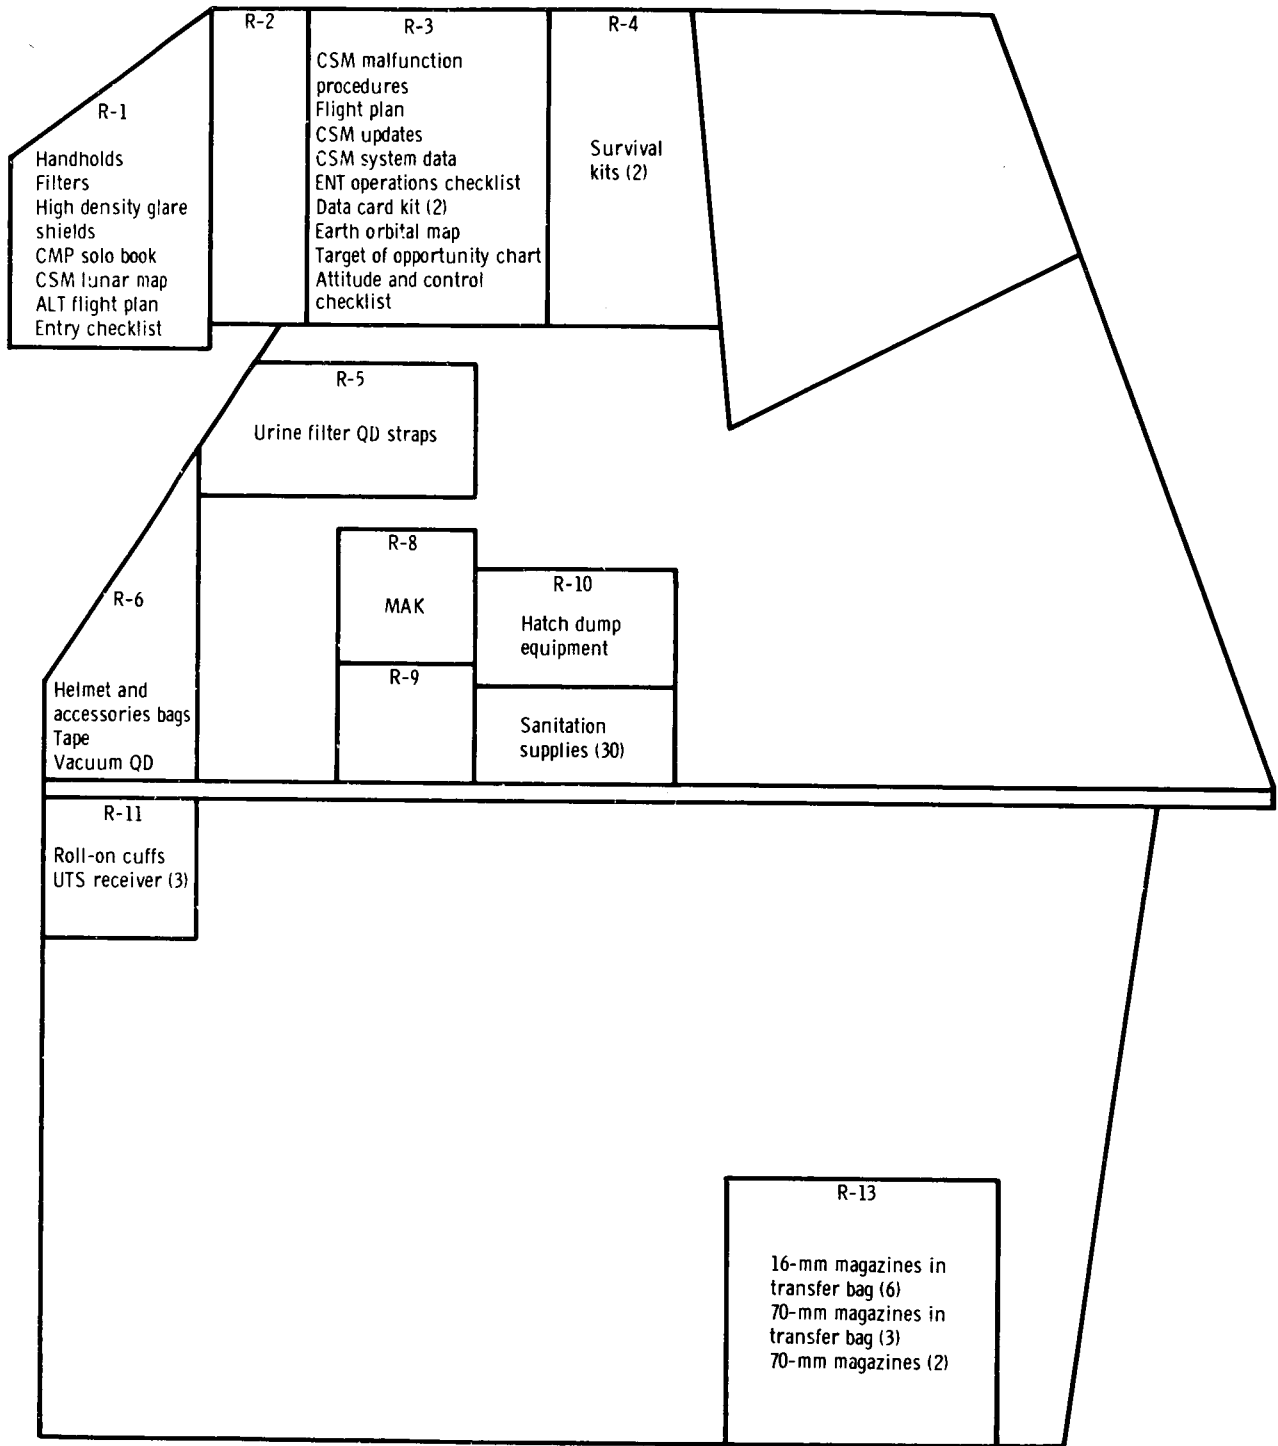 R-1
Handholds
Filters
High density glare
shields
CMP solo book
CSM lunar map
ALT flight plan
Entry checklist
R-2
R-3
CSM malfunction
procedures
Flight plan
CSM updates
CSM system data
ENT operations checklist
Data card kit (2)
Earth orbital map
Target of opportunity chart
Attitude and control
checklist
R-4
Survival
kits (2)
R-5
Urine filter QD straps
R-6
Helmet and
accessories bags
Tape
Vacuum QD
R-8
MAK
R-9
R-10
Hatch dump
equipment
Sanitation
supplies (30)
R-11
Roll-on cuffs
UTS receiver (3)
R-13
16-mm magazines in
transfer bag (6)
70-mm magazines in
transfer bag (3)
70-mm magazines (2)